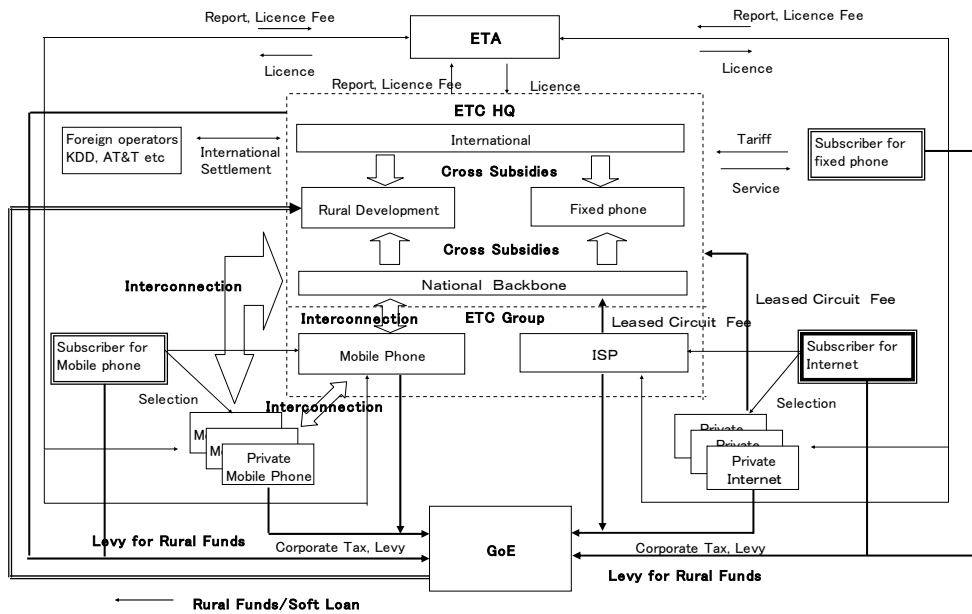 Report, Licence Fee
Report, Licence Fee
ETA
Licence
Licence
Report, Licence Fee
Licence
ETC HQ
Foreign operators
KDD, AT&T etc
International
Settlement
International
Tariff
Subscriber for
fixed phone
Cross Subsidies
Service
Rural Development
Fixed phone
Cross Subsidies
Interconnection
National Backbone
Leased Circuit Fee
Interconnection
ETC Group
Leased Circuit Fee
Subscriber for
Mobile phone
Mobile Phone
ISP
Subscriber for
Internet
Selection
Interconnection
Selection
M
M
Private
Mobile Phone
Private
Private
Private
Internet
Levy for Rural Funds
Corporate Tax, Levy
GoE
Corporate Tax, Levy
Levy for Rural Funds
Rural Funds/Soft Loan